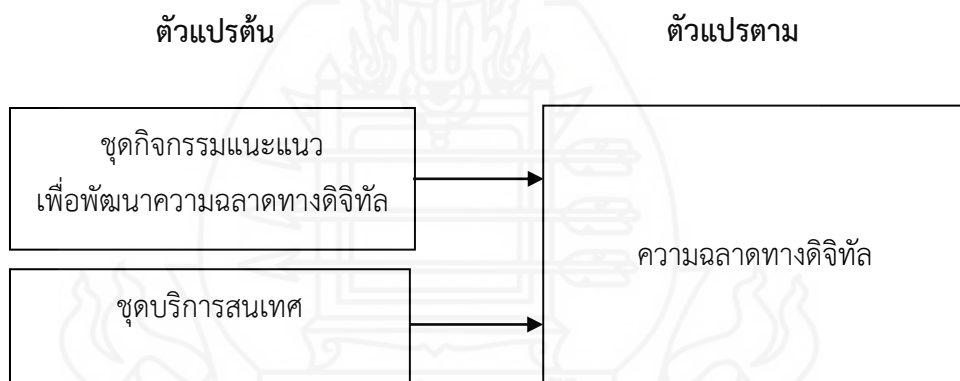 ตัวแปรต้น
ตัวแปรตาม
ชุดกิจกรรมแนะแนว
เพื่อพัฒนาความฉลาดทางดิจิทัล
ความฉลาดทางดิจิทัล
ชุดบริการสนเทศ